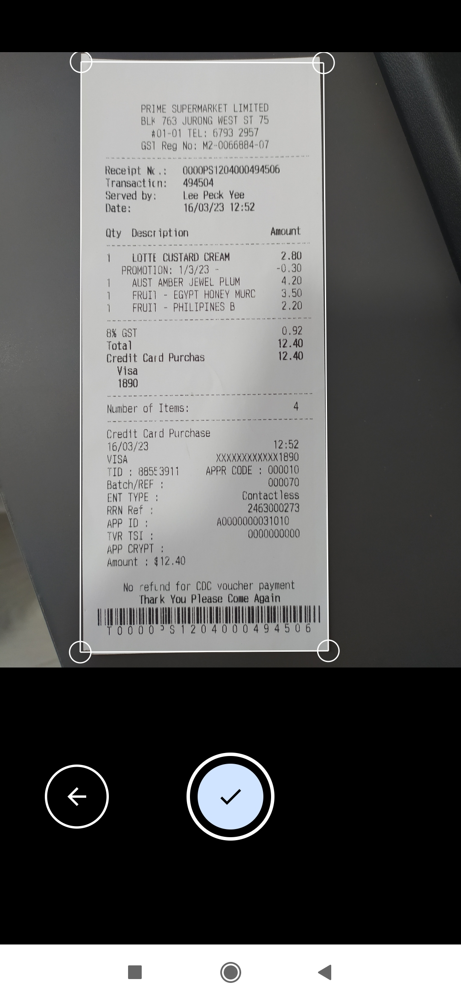 PRIME SUPERMARKET LIMITED
BLK 763 JURONG WEST ST 75
#01-01 TEL: 6793 2957
GST Reg No: M2-0066884-07
Receipt No.: 0000PS1204000494506
Transaction: 494504
Served by: Lee Peck Yee
Date: 16/03/23 12:52
Qty Description Amount
1 LOTTE CUSTARD CREAM 2.80
PROMOTION: 1/3/23 - -0.30
1 AUST AMBER JEWEL PLUM 4.20
1 FRUIT - EGYPT HONEY MURC 3.50
1 FRUIT - PHILIPINES B 2.20
8% GST 0.92
Total 12.40
Credit Card Purchas 12.40
Visa
1890
Number of Items: 4
Credit Card Purchase
16/03/23 12:52
VISA XXXXXXXXXXXX1890
TID : 88553911 APPR CODE : 000010
Batch/REF : 000070
ENT TYPE : Contactless
RRN Ref : 2463000273
APP ID : A0000000031010
TVR TSI : 0000000000
APP CRYPT :
Amount : $12.40
No refund for CDC voucher payment
Thank You Please Come Again
T0000PS1204000494506